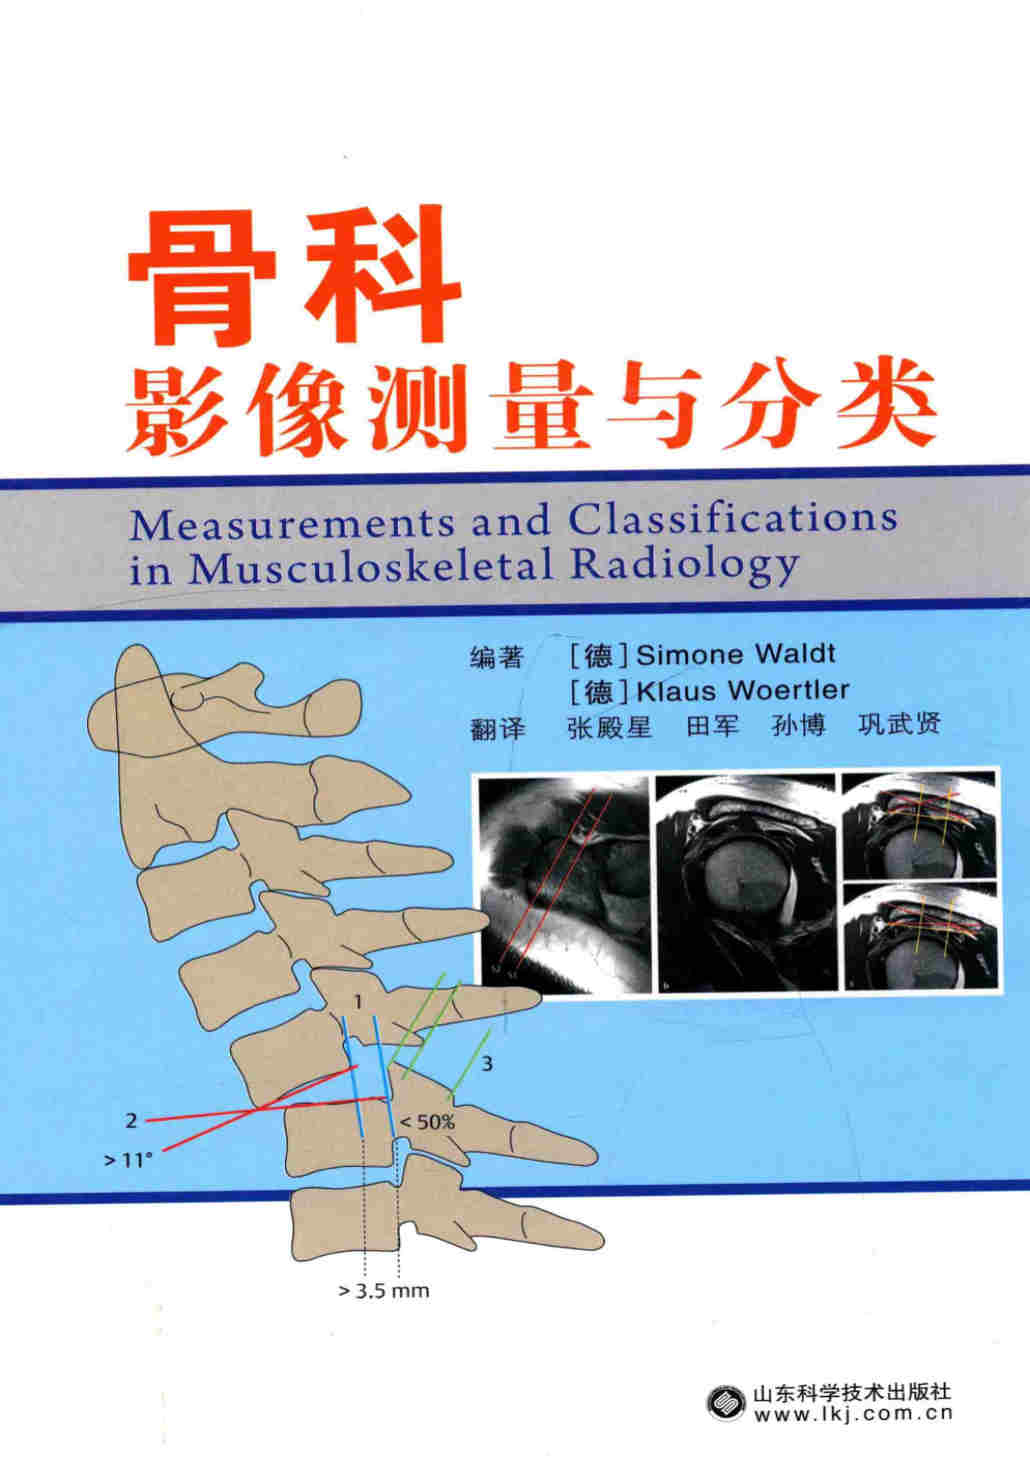 骨科
影像测量与分类
Measurements and Classifications
in Musculoskeletal Radiology
编著 [德] Simone Waldt
[德] Klaus Woertler
翻译 张殿星 田军 孙博 巩武贤
1
3
2
< 50%
> 11°
> 3.5 mm
b
山东科学技术出版社
www.lkj.com.cn